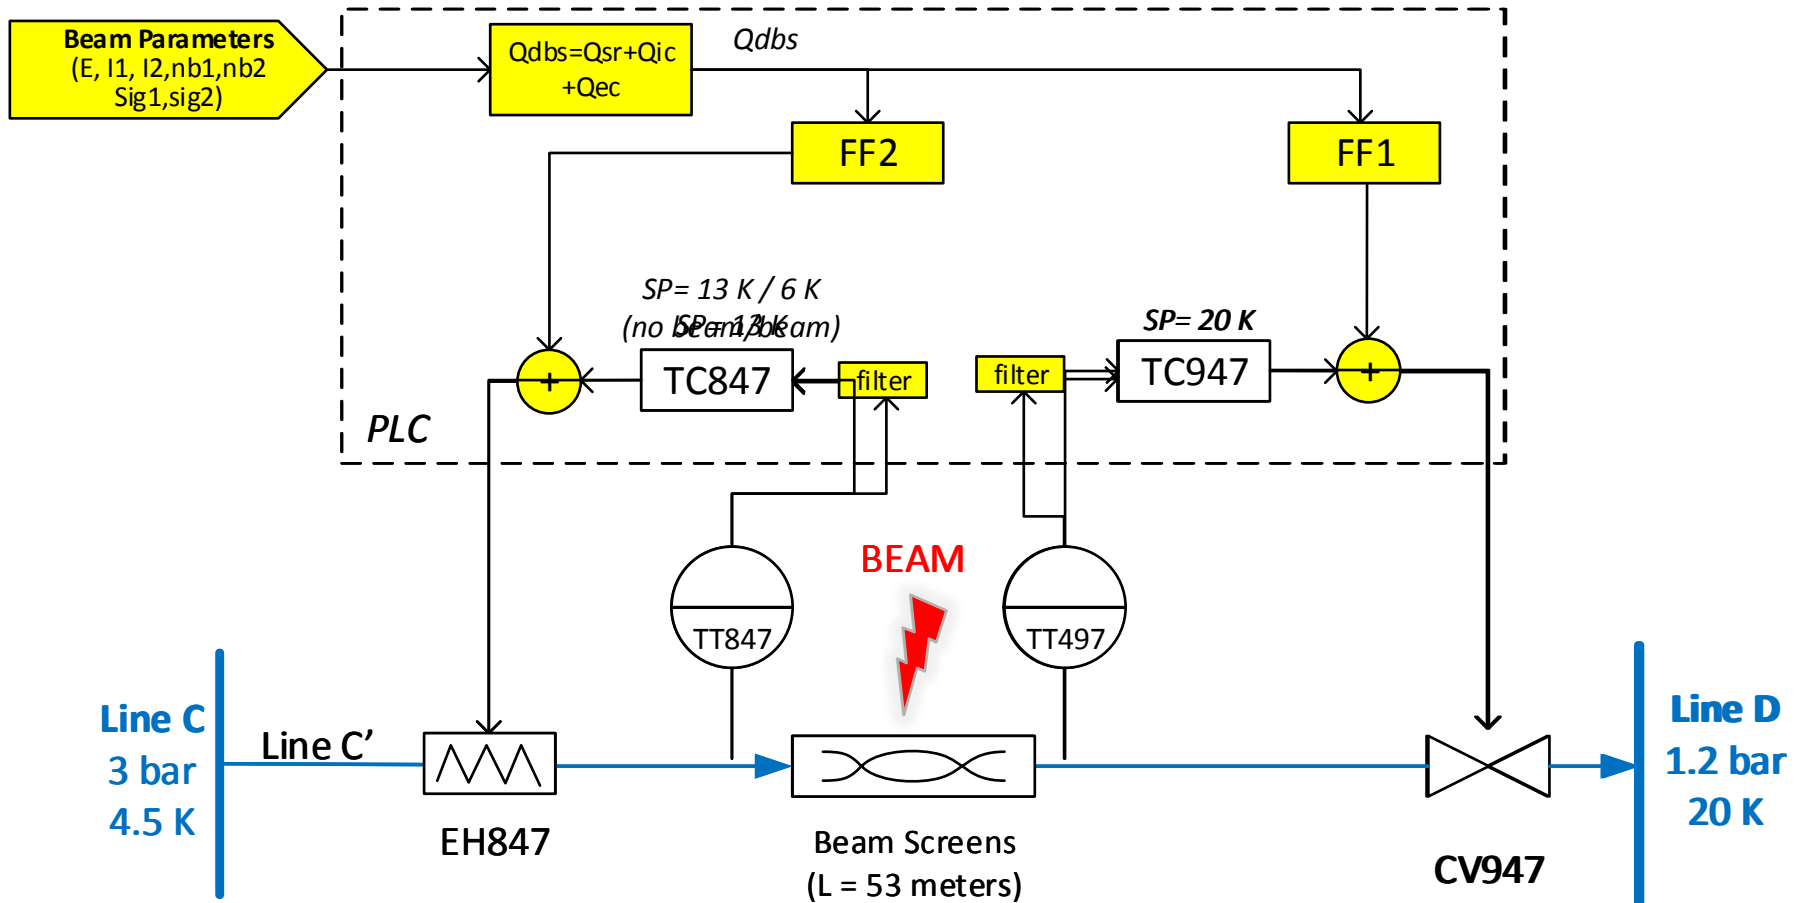 Beam Parameters
(E, I1, I2,nb1,nb2
Sig1,sig2)
Qdbs=Qsr+Qic
+Qec
Qdbs
FF2
FF1
SP= 13 K / 6 K
(no beam/beam)
SP= 13 K
SP= 20 K
TC847
filter
filter
TC947
+
+
PLC
BEAM
TT847
TT497
Line C
3 bar
4.5 K
Line C’
EH847
Beam Screens
(L = 53 meters)
CV947
Line D
1.2 bar
20 K